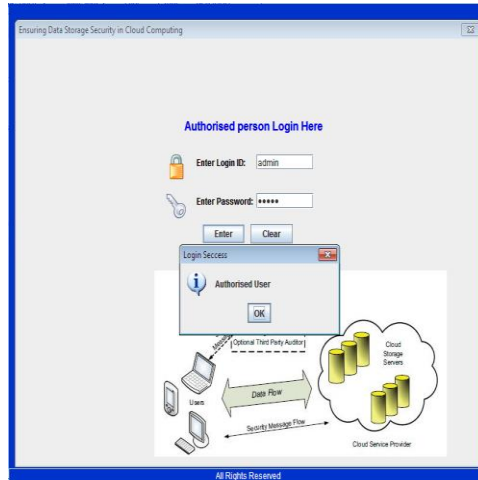 Ensuring Data Storage Security in Cloud Computing
Authorised person Login Here
Enter Login ID: admin
Enter Password: *****
Enter Clear
Login Seccess
Authorised User
OK
Optional Third Party Auditor
Cloud
Storage
Servers
Users
Data Flow
Security Message Flow
Cloud Service Provider
All Rights Reserved